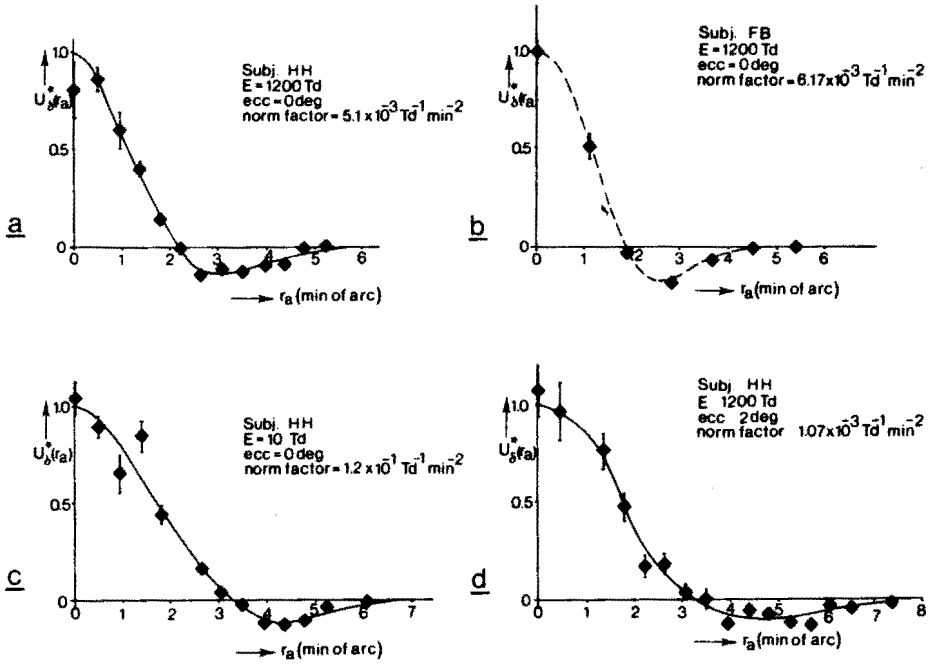 1.0
U*δ(ra)
0.5
0
0 1 2 3 4 5 6
ra (min of arc)
Subj. HH
E = 1200 Td
ecc = 0 deg
norm factor = 5.1 x 10⁻³ Td⁻¹ min⁻²
a
1.0
U*δ(ra)
0.5
0
0 1 2 3 4 5 6
ra (min of arc)
Subj. FB
E = 1200 Td
ecc = 0 deg
norm factor = 6.17x10⁻³ Td⁻¹ min⁻²
b
1.0
U*δ(ra)
0.5
0
0 1 2 3 4 5 6 7
ra (min of arc)
Subj. HH
E = 10 Td
ecc = 0 deg
norm factor = 1.2 x 10⁻¹ Td⁻¹ min⁻²
c
1.0
U*δ(ra)
0.5
0
0 1 2 3 4 5 6 7 8
ra (min of arc)
Subj. HH
E 1200 Td
ecc 2 deg
norm factor 1.07x10⁻³ Td⁻¹ min⁻²
d